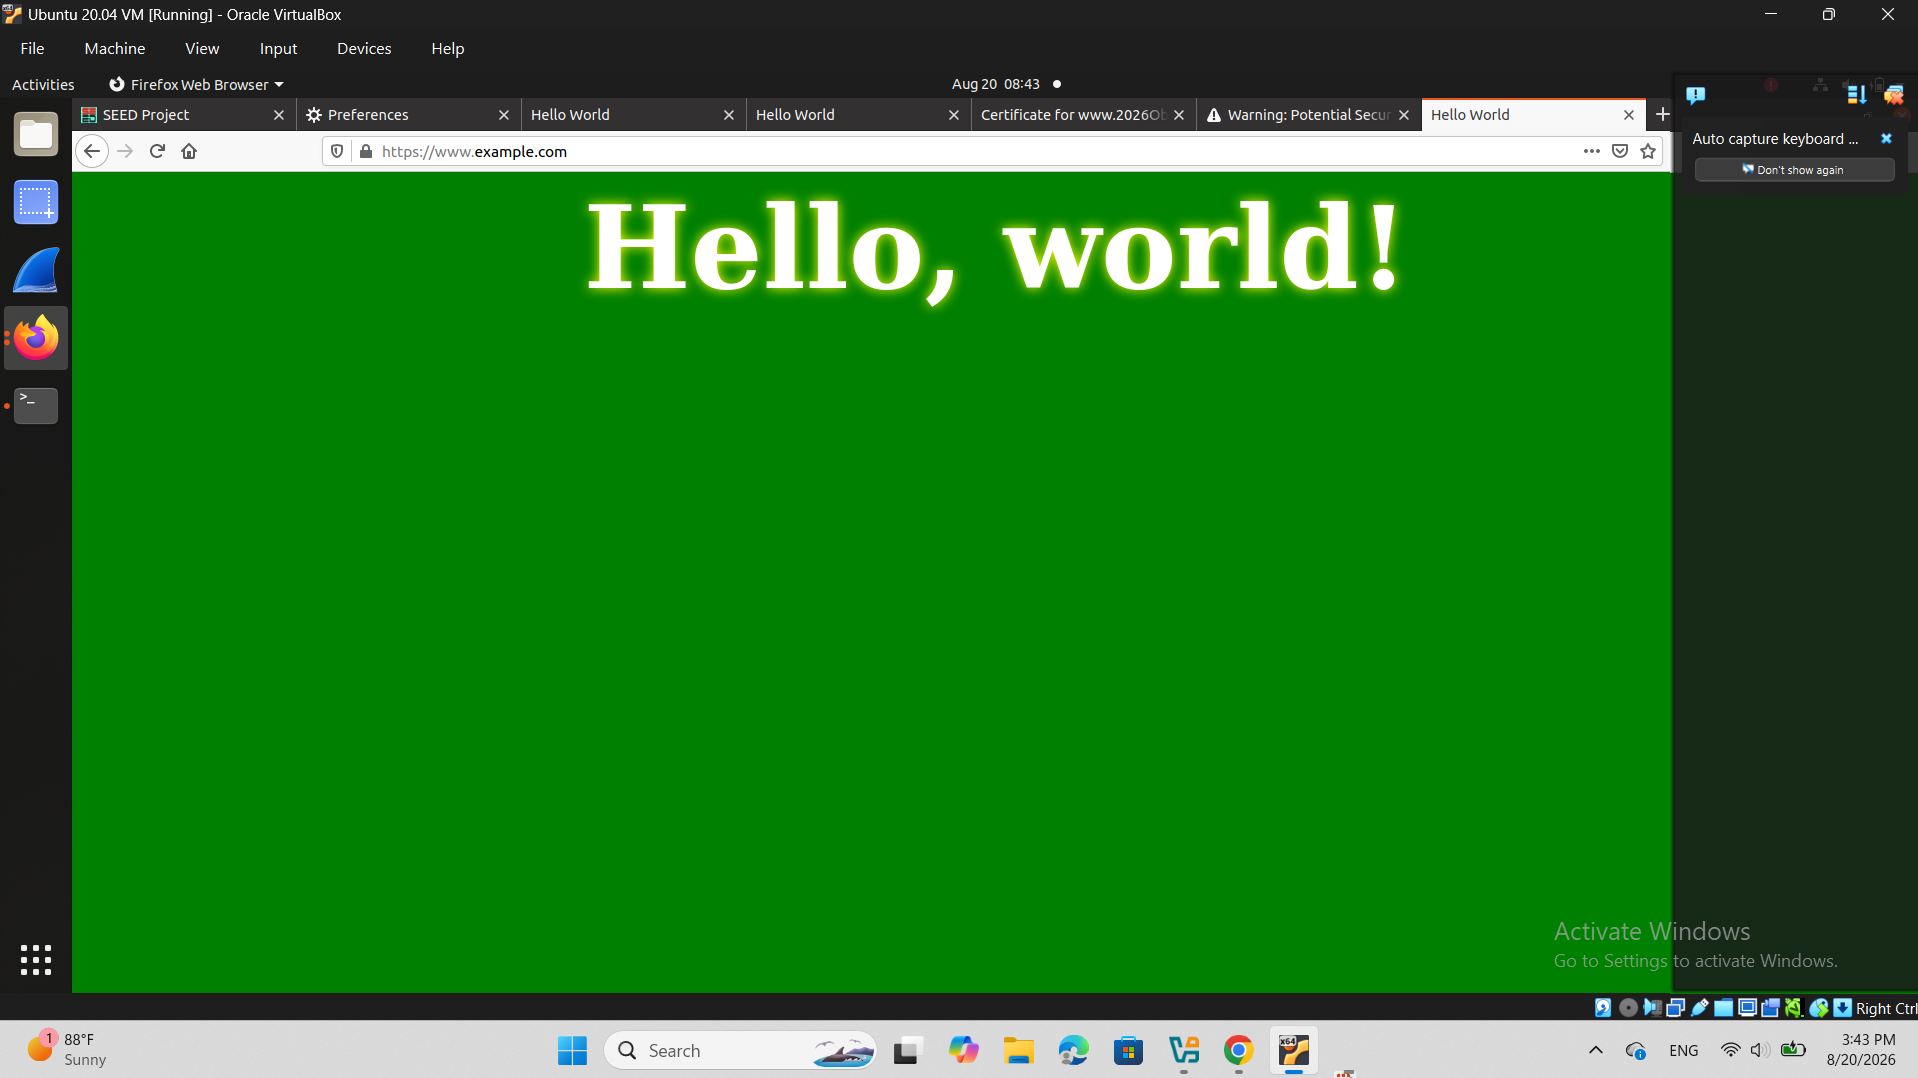 Ubuntu 20.04 VM [Running] - Oracle VirtualBox
File Machine View Input Devices Help
Activities Firefox Web Browser Aug 20 08:43
SEED Project Preferences Hello World Hello World Certificate for www.2026Ob Warning: Potential Secur Hello World
Auto capture keyboard ...
https://www.example.com
Don't show again
Hello, world!
>_
Activate Windows
Go to Settings to activate Windows.
Right Ctrl
1 88°F
Sunny
Search
x64
ENG
3:43 PM
8/20/2026